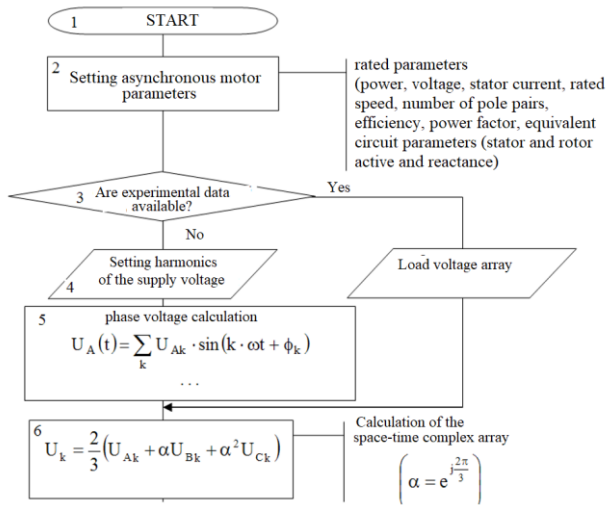 1 START
2 Setting asynchronous motor
parameters
rated parameters
(power, voltage, stator current, rated
speed, number of pole pairs,
efficiency, power factor, equivalent
circuit parameters (stator and rotor
active and reactance)
3 Are experimental data
available?
Yes
No
Setting harmonics
of the supply voltage
4
Load voltage array
5 phase voltage calculation
U_A(t)=∑_k U_Ak · sin(k · ωt + ϕ_k)
...
6
U_k = 2/3 (U_Ak + αU_Bk + α²U_Ck)
Calculation of the
space-time complex array
(α = e^(j2π/3))